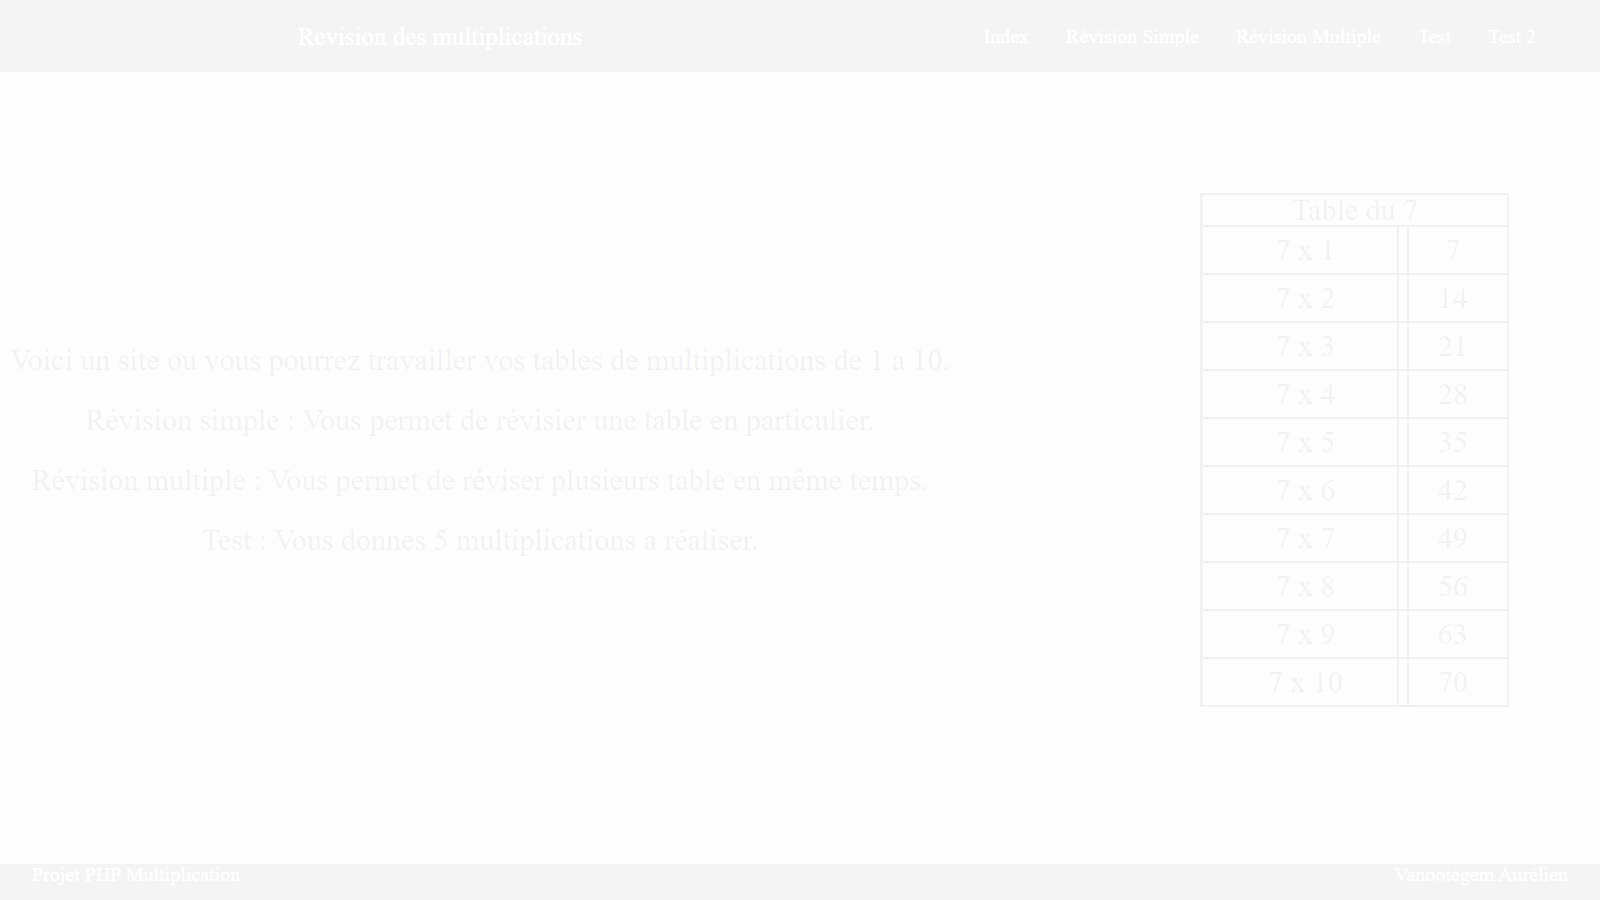 Revision des multiplications
Index Révision Simple Révision Multiple Test Test 2
Voici un site ou vous pourrez travailler vos tables de multiplications de 1 a 10.
Révision simple : Vous permet de révisier une table en particulier.
Révision multiple : Vous permet de réviser plusieurs table en même temps.
Test : Vous donnes 5 multiplications a réaliser.
Table du 7
7 x 1 7
7 x 2 14
7 x 3 21
7 x 4 28
7 x 5 35
7 x 6 42
7 x 7 49
7 x 8 56
7 x 9 63
7 x 10 70
Projet PHP Multiplication
Vanootegem Aurélien